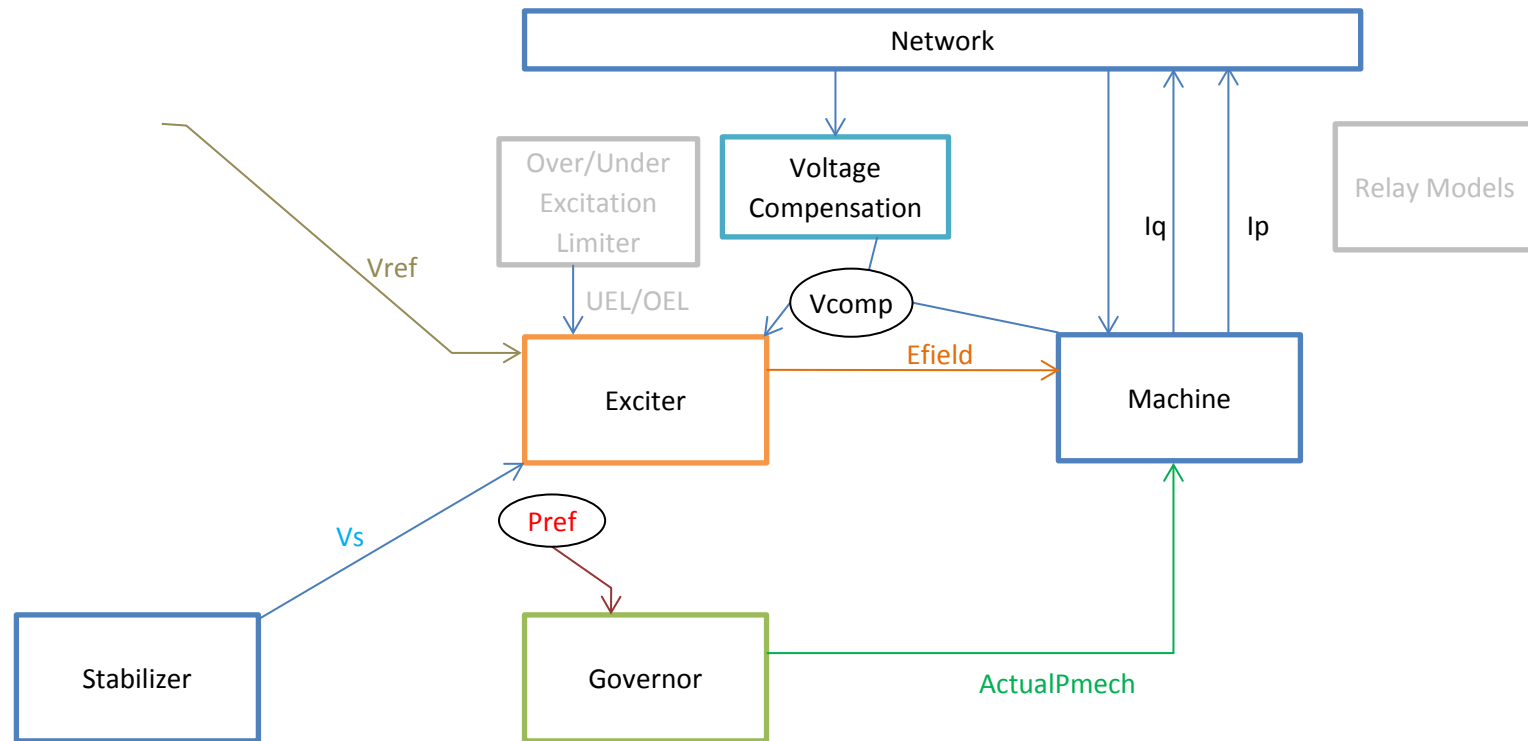 Network
Over/Under
Excitation
Limiter
Voltage
Compensation
Relay Models
Iq
Ip
Vref
UEL/OEL
Vcomp
Efield
Exciter
Machine
Pref
Vs
Stabilizer
Governor
ActualPmech